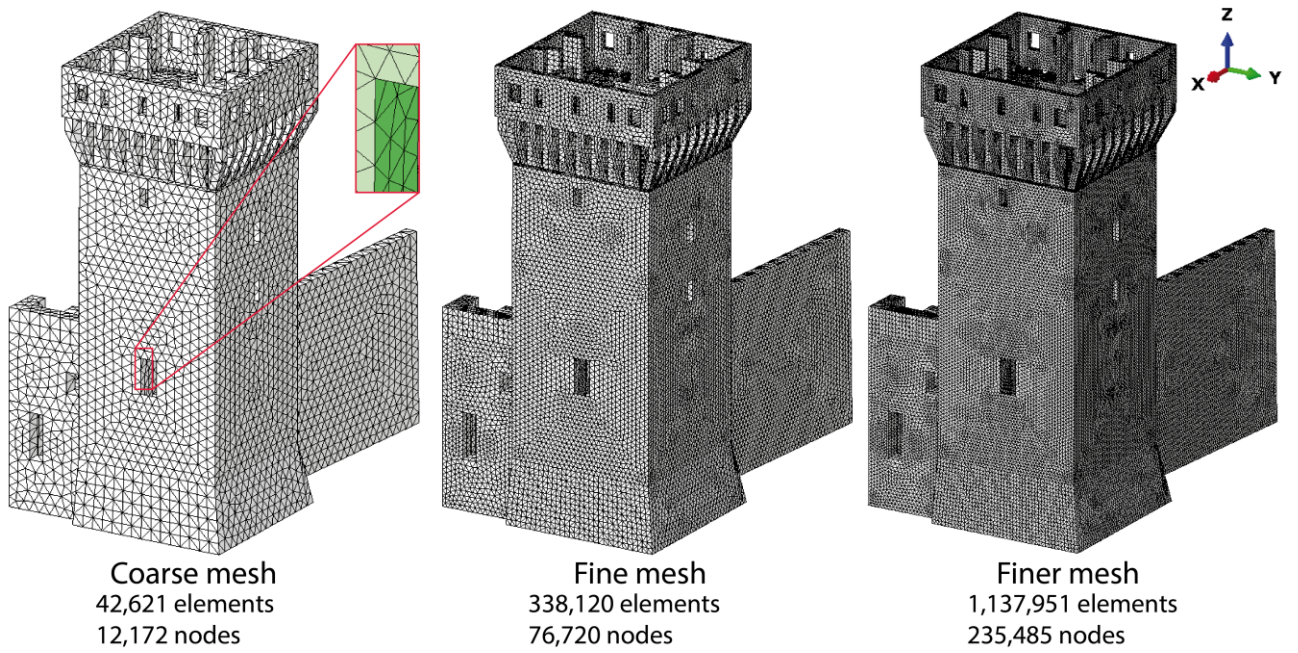 Z
X
Y
Coarse mesh
42,621 elements
12,172 nodes
Fine mesh
338,120 elements
76,720 nodes
Finer mesh
1,137,951 elements
235,485 nodes